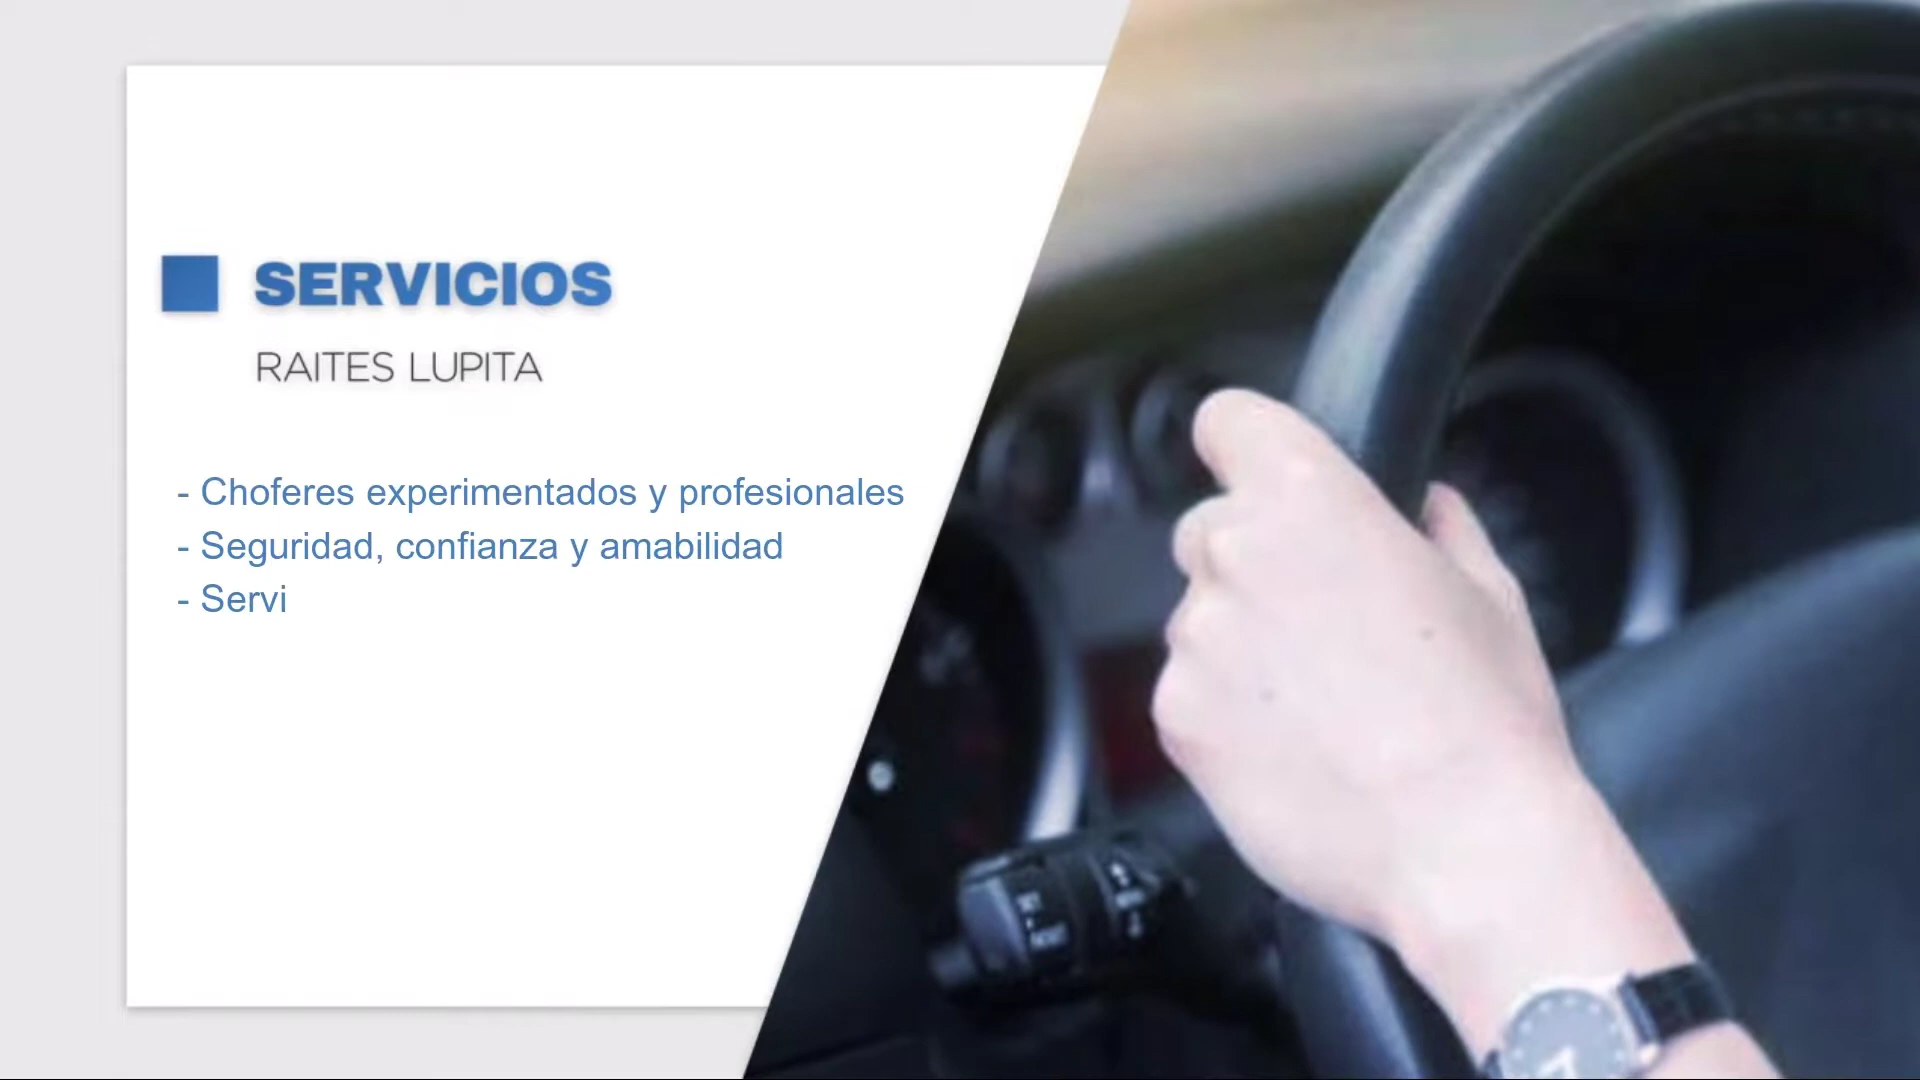 SERVICIOS
RAITES LUPITA
- Choferes experimentados y profesionales
- Seguridad, confianza y amabilidad
- Servi